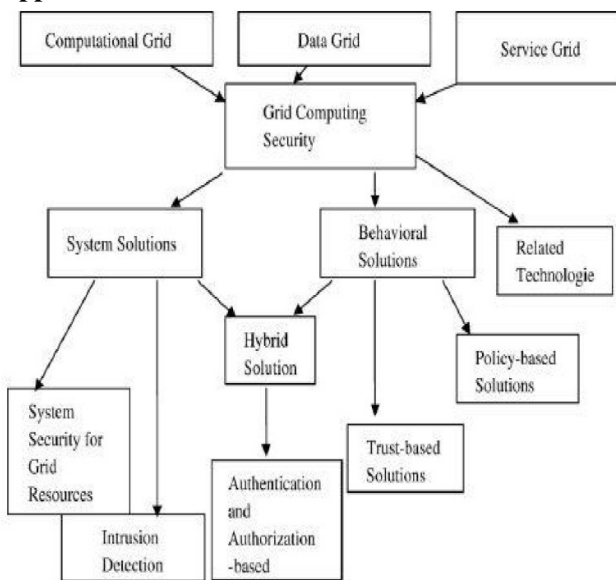 Computational Grid
Data Grid
Service Grid
Grid Computing
Security
System Solutions
Behavioral
Solutions
Related
Technologie
Hybrid
Solution
Policy-based
Solutions
System
Security for
Grid
Resources
Trust-based
Solutions
Authentication
and
Authorization
-based
Intrusion
Detection